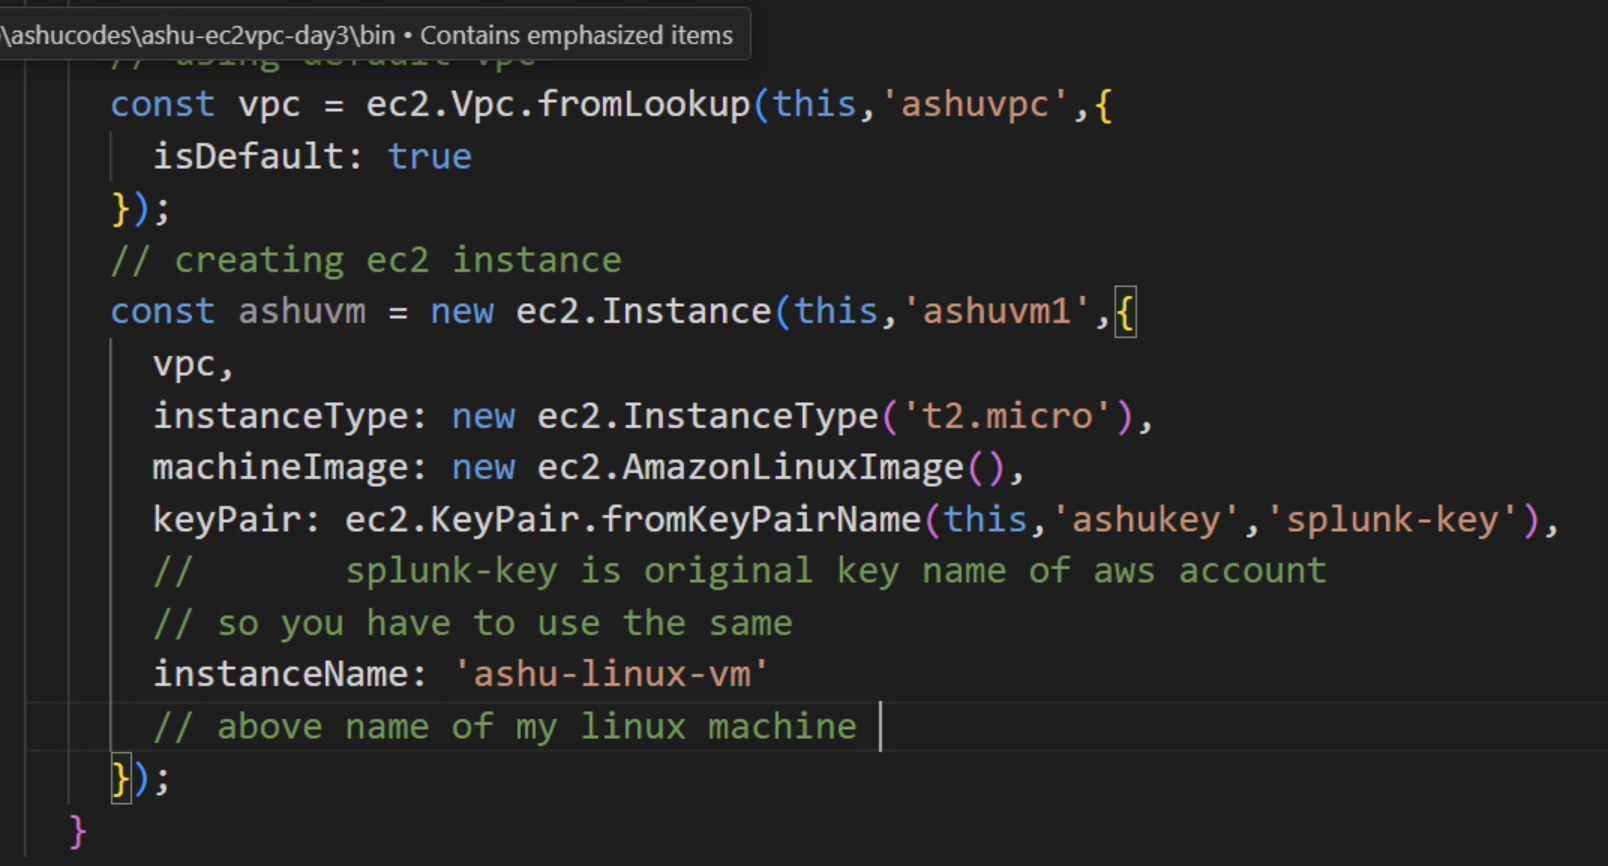 \ashucodes\ashu-ec2vpc-day3\bin • Contains emphasized items
// using default vpc
const vpc = ec2.Vpc.fromLookup(this,'ashuvpc',{
isDefault: true
});
// creating ec2 instance
const ashuvm = new ec2.Instance(this,'ashuvm1',{
vpc,
instanceType: new ec2.InstanceType('t2.micro'),
machineImage: new ec2.AmazonLinuxImage(),
keyPair: ec2.KeyPair.fromKeyPairName(this,'ashukey','splunk-key'),
//       splunk-key is original key name of aws account
// so you have to use the same
instanceName: 'ashu-linux-vm'
// above name of my linux machine
});
}